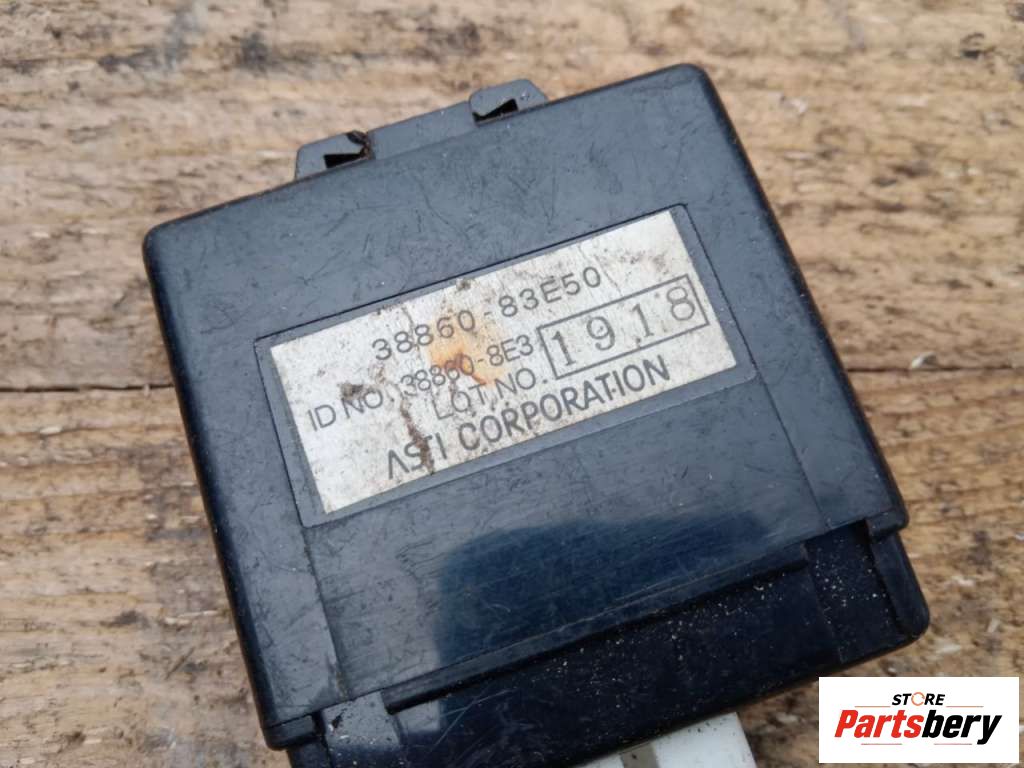 38860-83E50
ID NO. 38860-8E3
LOT NO. 1918
ASTI CORPORATION
STORE
Partsbery